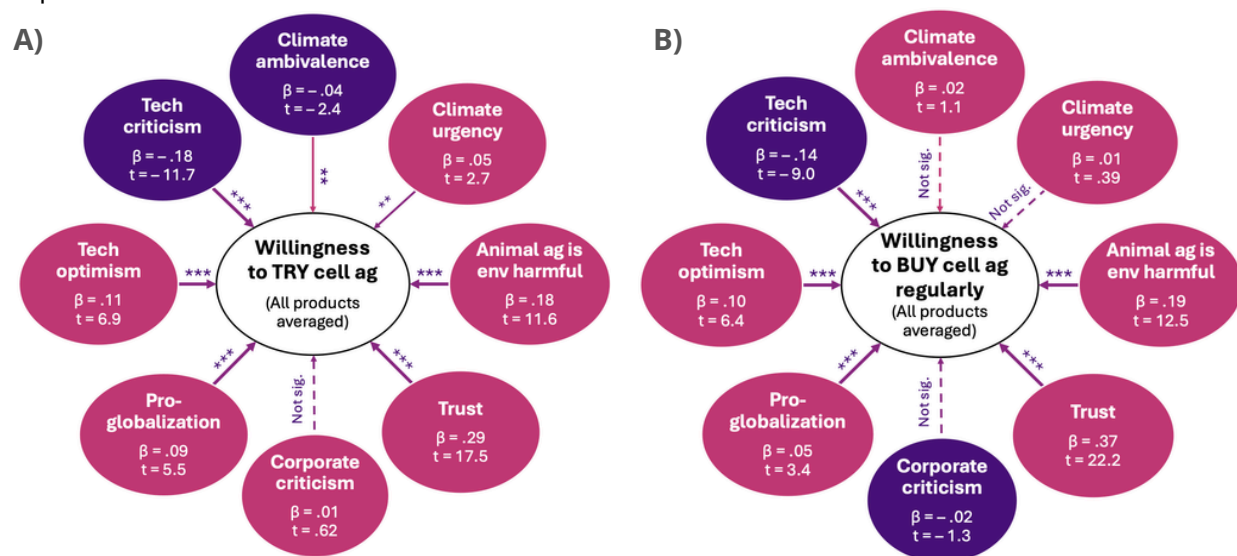 A)
Climate
ambivalence
β = – .04
t = – 2.4
Tech
criticism
β = – .18
t = – 11.7
Climate
urgency
β = .05
t = 2.7
***
**
**
Tech
optimism
β = .11
t = 6.9
***
Willingness
to TRY cell ag
(All products
averaged)
***
Animal ag is
env harmful
β = .18
t = 11.6
***
Not sig.
***
Pro-
globalization
β = .09
t = 5.5
Corporate
criticism
β = .01
t = .62
Trust
β = .29
t = 17.5
B)
Climate
ambivalence
β = .02
t = 1.1
Tech
criticism
β = – .14
t = – 9.0
Climate
urgency
β = .01
t = .39
***
Not sig.
Not sig.
Tech
optimism
β = .10
t = 6.4
***
Willingness
to BUY cell ag
regularly
(All products
averaged)
***
Animal ag is
env harmful
β = .19
t = 12.5
***
Not sig.
***
Pro-
globalization
β = .05
t = 3.4
Corporate
criticism
β = – .02
t = – 1.3
Trust
β = .37
t = 22.2